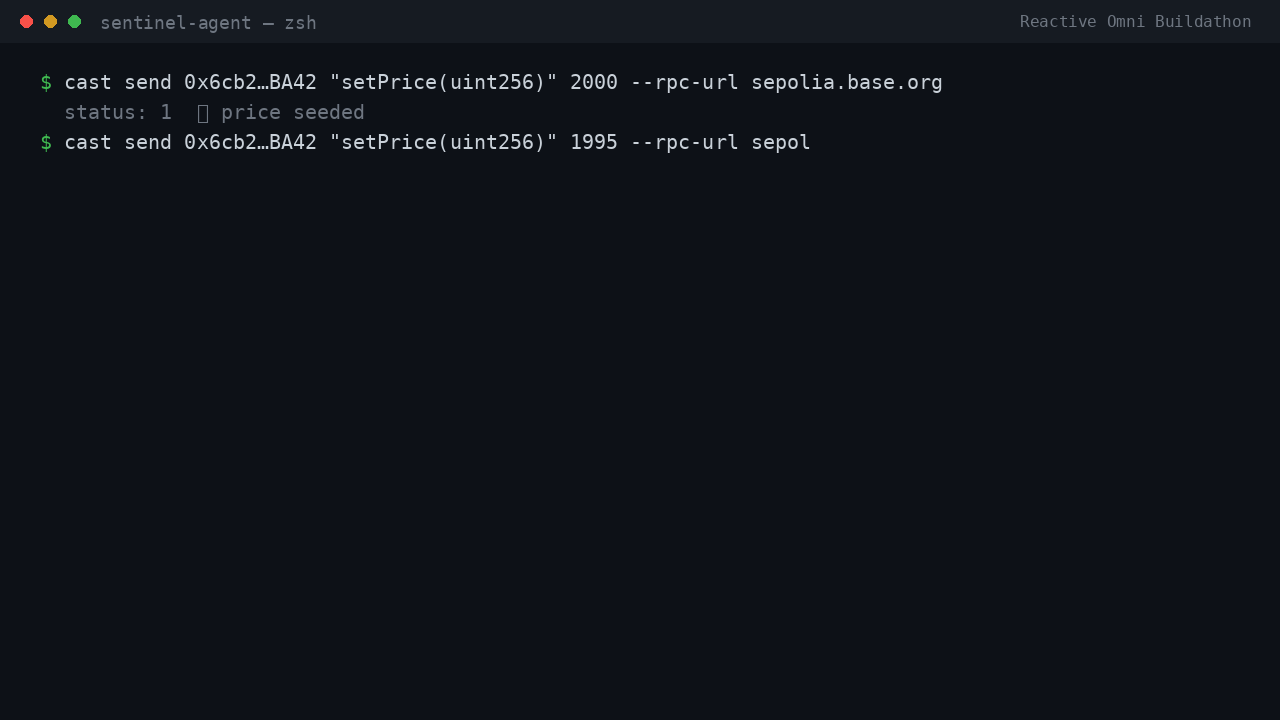 sentinel-agent — zsh
Reactive Omni Buildathon
$ cast send 0x6cb2…BA42 "setPrice(uint256)" 2000 --rpc-url sepolia.base.org
status: 1 ▯ price seeded
$ cast send 0x6cb2…BA42 "setPrice(uint256)" 1995 --rpc-url sepol